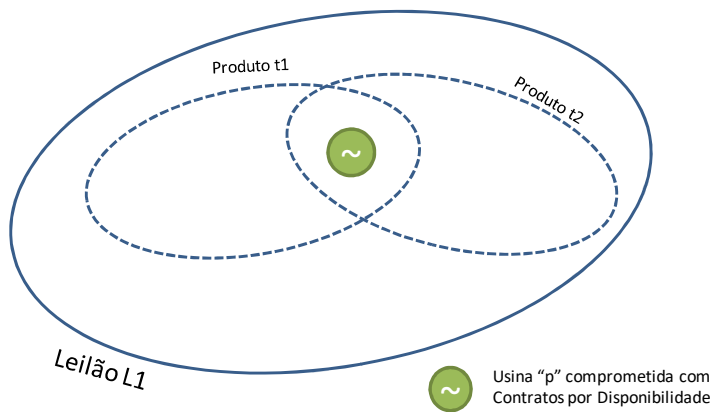 Produto t1
Produto t2
~
Leilão L1
~
Usina “p” comprometida com
Contratos por Disponibilidade